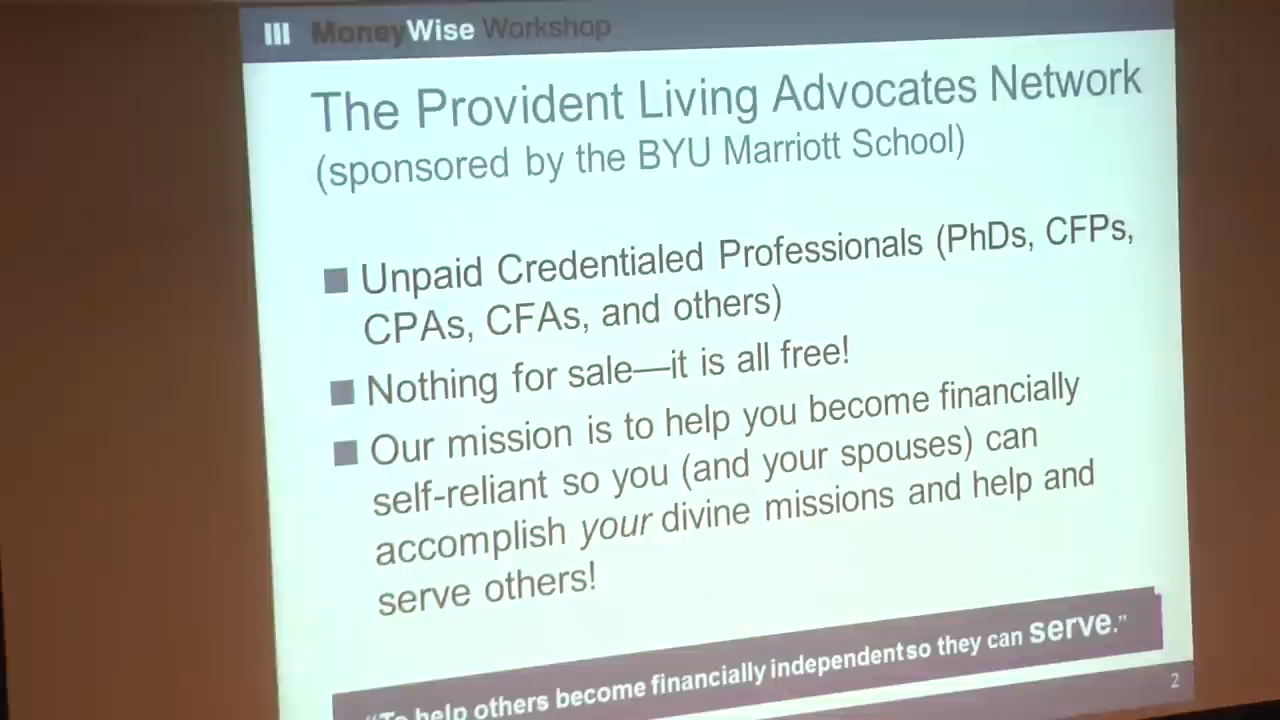 MoneyWise Workshop
The Provident Living Advocates Network
(sponsored by the BYU Marriott School)
■ Unpaid Credentialed Professionals (PhDs, CFPs,
CPAs, CFAs, and others)
■ Nothing for sale—it is all free!
■ Our mission is to help you become financially
self-reliant so you (and your spouses) can
accomplish your divine missions and help and
serve others!
“To help others become financially independent so they can serve.”
2